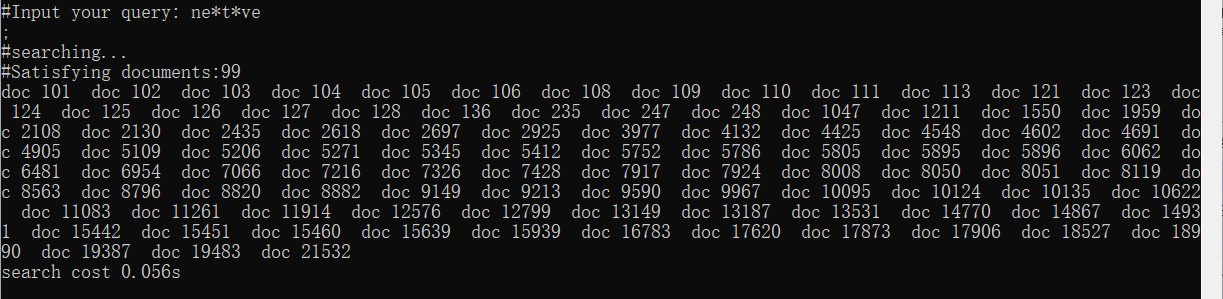 #Input your query: ne*t*ve
;
#searching...
#Satisfying documents:99
doc 101  doc 102  doc 103  doc 104  doc 105  doc 106  doc 108  doc 109  doc 110  doc 111  doc 113  doc 121  doc 123  doc
 124  doc 125  doc 126  doc 127  doc 128  doc 136  doc 235  doc 247  doc 248  doc 1047  doc 1211  doc 1550  doc 1959  do
c 2108  doc 2130  doc 2435  doc 2618  doc 2697  doc 2925  doc 3977  doc 4132  doc 4425  doc 4548  doc 4602  doc 4691  do
c 4905  doc 5109  doc 5206  doc 5271  doc 5345  doc 5412  doc 5752  doc 5786  doc 5805  doc 5895  doc 5896  doc 6062  do
c 6481  doc 6954  doc 7066  doc 7216  doc 7326  doc 7428  doc 7917  doc 7924  doc 8008  doc 8050  doc 8051  doc 8119  do
c 8563  doc 8796  doc 8820  doc 8882  doc 9149  doc 9213  doc 9590  doc 9967  doc 10095  doc 10124  doc 10135  doc 10622
  doc 11083  doc 11261  doc 11914  doc 12576  doc 12799  doc 13149  doc 13187  doc 13531  doc 14770  doc 14867  doc 1493
1  doc 15442  doc 15451  doc 15460  doc 15639  doc 15939  doc 16783  doc 17620  doc 17873  doc 17906  doc 18527  doc 189
90  doc 19387  doc 19483  doc 21532
search cost 0.056s